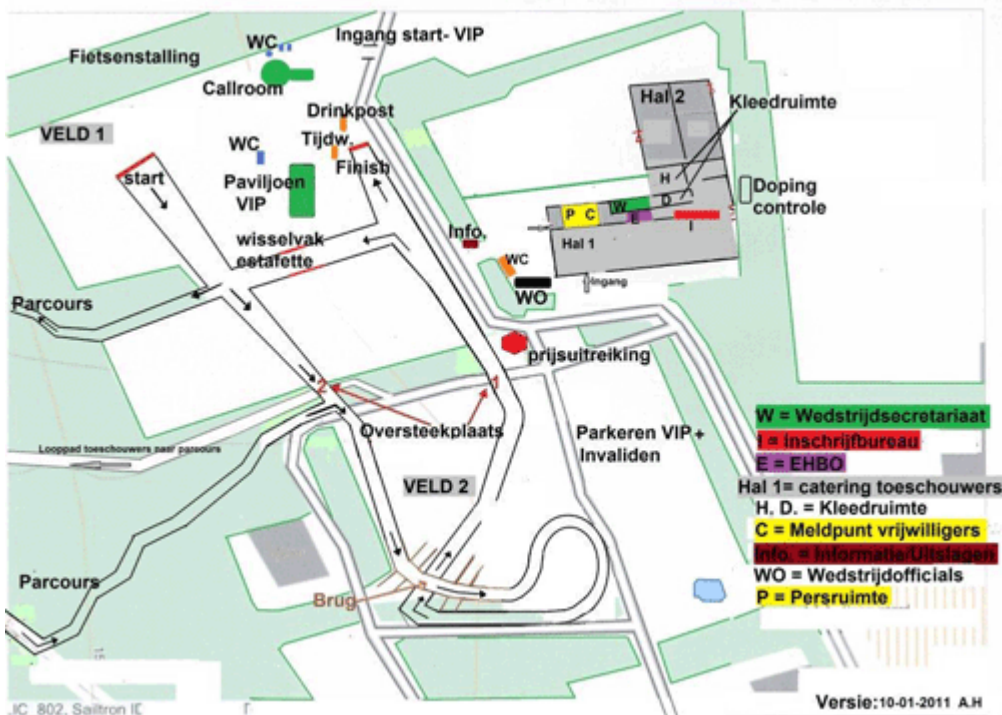 WC
Ingang start- VIP
Fietsenstalling
Callroom
Hal 2
Kleedruimte
Drinkpost
VELD 1
WC
Tijdw.
start
Finish
Paviljoen
VIP
H
D
Doping
controle
P C
W
E
I
Info.
Hal 1
wisselvak
estafette
WC
Ingang
WO
Parcours
prijsuitreiking
2
1
Oversteekplaats
Looppad toeschouwers naar parcours
Parkeren VIP +
Invaliden
VELD 2
W = Wedstrijdsecretariaat
I = Inschrijfbureau
E = EHBO
Hal 1= catering toeschouwers
H. D. = Kleedruimte
C = Meldpunt vrijwilligers
Info. = Informatie/Uitslagen
WO = Wedstrijdofficials
P = Persruimte
Parcours
Brug
Versie:10-01-2011 A.H